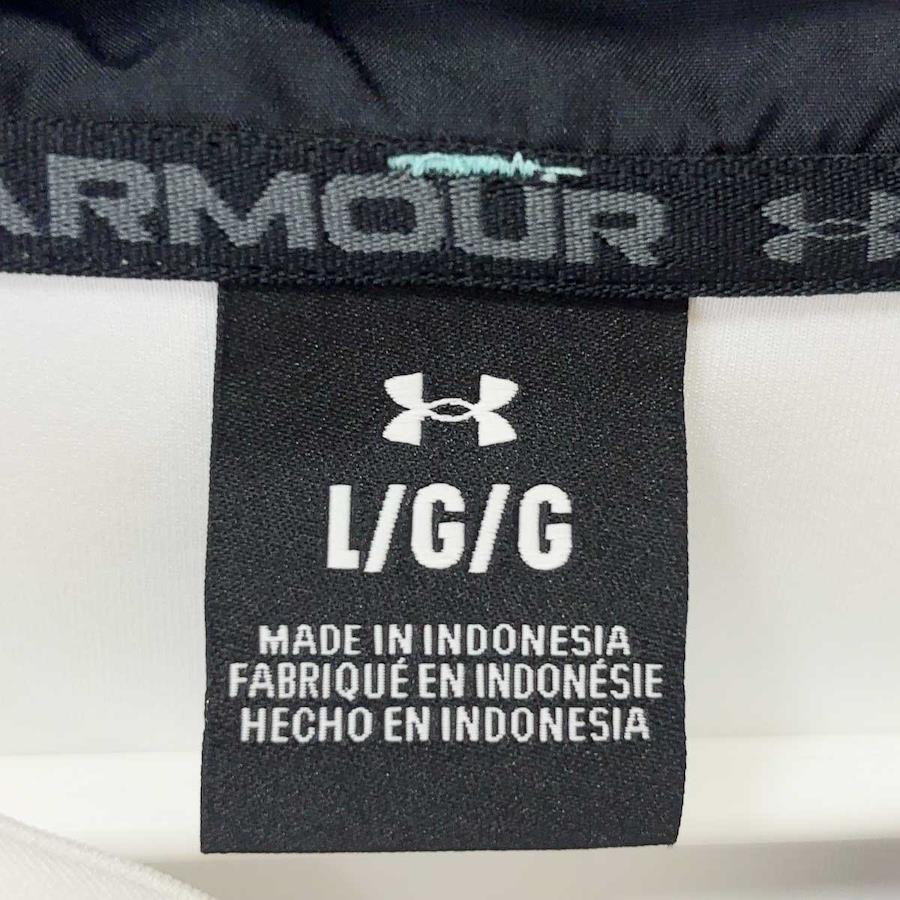 ARMOUR
L/G/G
MADE IN INDONESIA
FABRIQUÉ EN INDONÉSIE
HECHO EN INDONESIA